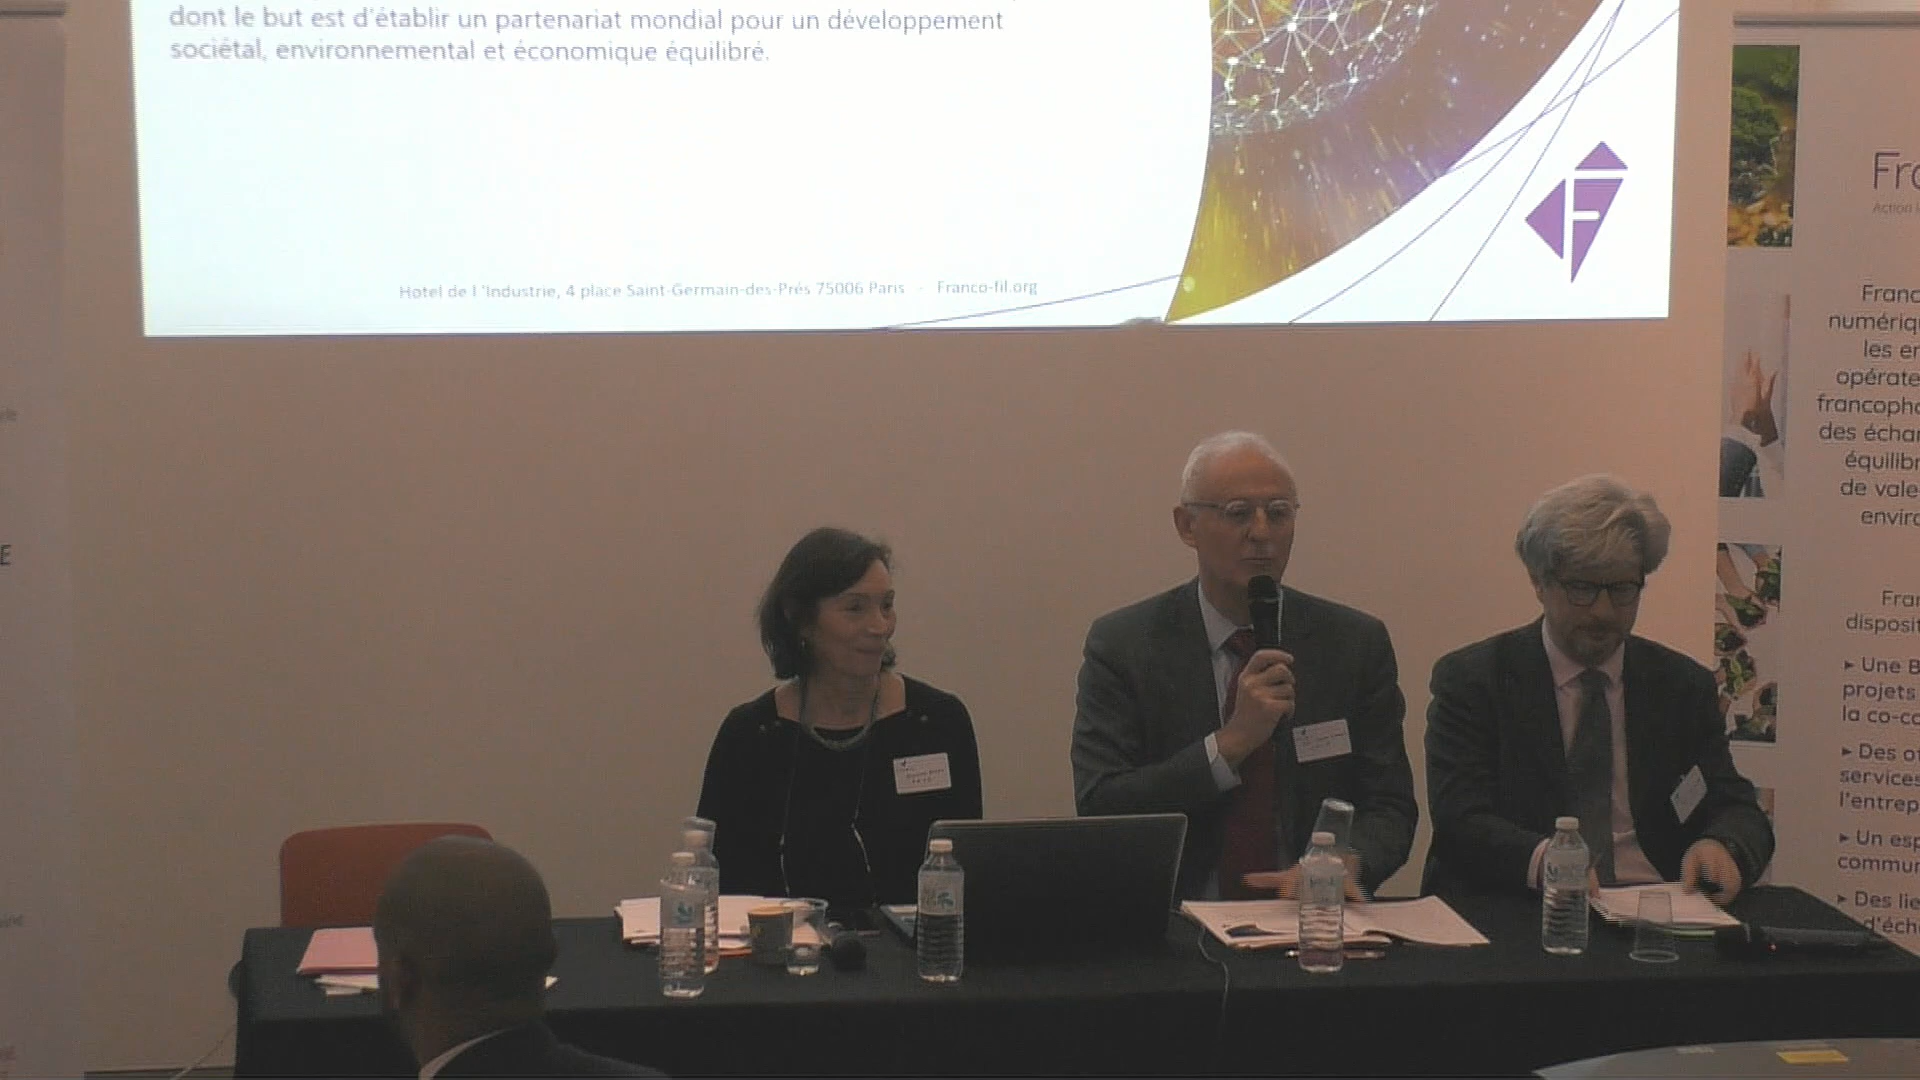 dont le but est d'établir un partenariat mondial pour un développement
sociétal, environnemental et économique équilibré.
Hotel de l 'Industrie, 4 place Saint-Germain-des-Prés 75006 Paris - Franco-fil.org
F
E
Fra
Action l
Franc
numériq
les en
opérate
francopho
des échan
équilibr
de vale
enviro
Fran
disposit
▸ Une B
projets
la co-co
▸ Des of
services
l'entrep
▸ Un esp
commun
▸ Des lie
d'éch